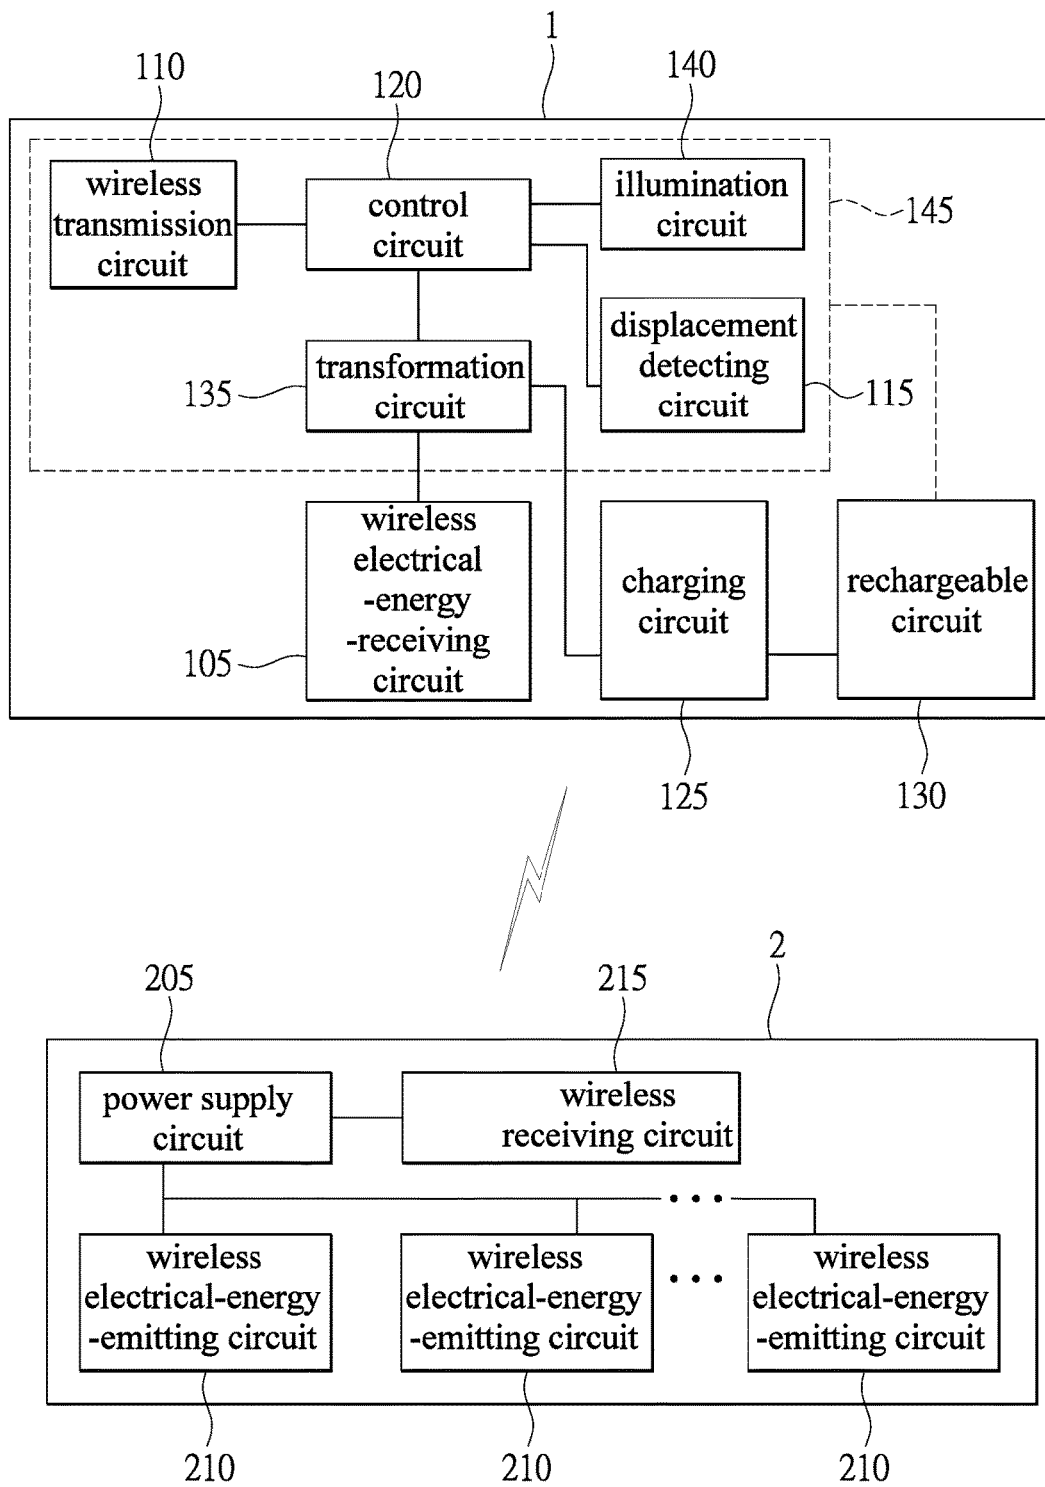 1
110
120
140
wireless
transmission
circuit
control
circuit
illumination
circuit
145
displacement
detecting
circuit
115
135
transformation
circuit
wireless
electrical
-energy
-receiving
circuit
105
charging
circuit
rechargeable
circuit
125
130
2
205
215
power supply
circuit
wireless
receiving circuit
wireless
electrical-energy
-emitting circuit
wireless
electrical-energy
-emitting circuit
wireless
electrical-energy
-emitting circuit
210
210
210